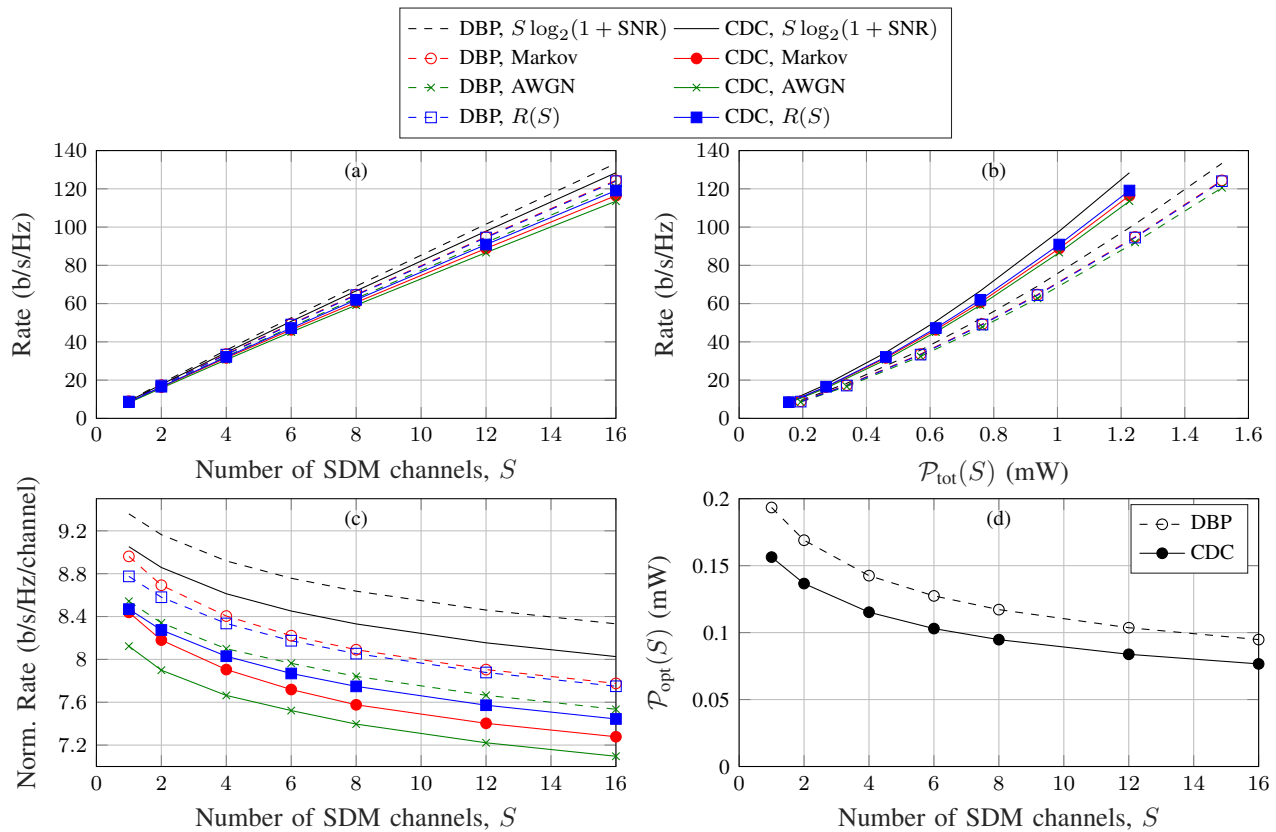 DBP, S log₂(1 + SNR) CDC, S log₂(1 + SNR)
DBP, Markov CDC, Markov
DBP, AWGN CDC, AWGN
DBP, R(S) CDC, R(S)
(a)
140
120
100
80
60
40
20
0
Rate (b/s/Hz)
0 2 4 6 8 10 12 14 16
Number of SDM channels, S
(b)
140
120
100
80
60
40
20
0
Rate (b/s/Hz)
0 0.2 0.4 0.6 0.8 1 1.2 1.4 1.6
𝒫tot(S) (mW)
(c)
9.2
8.8
8.4
8
7.6
7.2
Norm. Rate (b/s/Hz/channel)
0 2 4 6 8 10 12 14 16
Number of SDM channels, S
(d)
DBP
CDC
0.2
0.15
0.1
0.05
0
𝒫opt(S) (mW)
0 2 4 6 8 10 12 14 16
Number of SDM channels, S